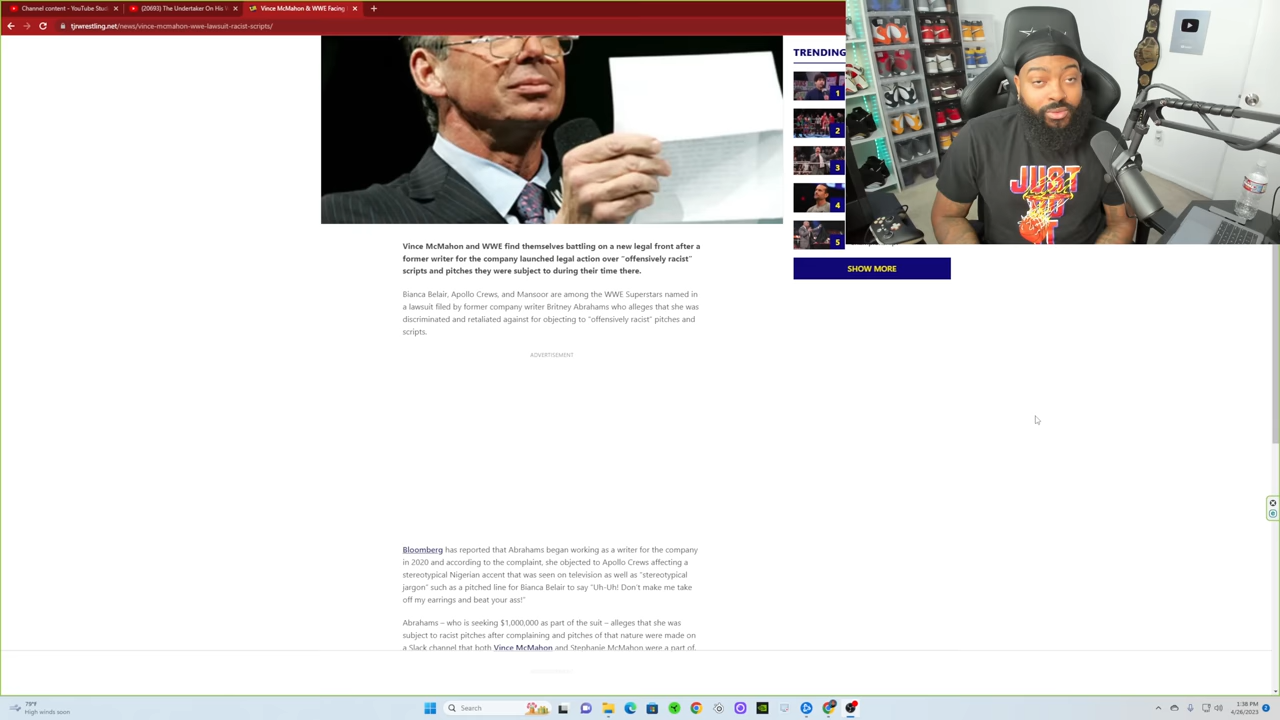 Channel content - YouTube Stud
(20693) The Undertaker On His
Vince McMahon & WWE Facing
tjrwrestling.net/news/vince-mcmahon-wwe-lawsuit-racist-scripts/
TRENDING
1
2
3
4
5
SHOW MORE
JUST
Vince McMahon and WWE find themselves battling on a new legal front after a
former writer for the company launched legal action over "offensively racist"
scripts and pitches they were subject to during their time there.
Bianca Belair, Apollo Crews, and Mansoor are among the WWE Superstars named in
a lawsuit filed by former company writer Britney Abrahams who alleges that she was
discriminated and retaliated against for objecting to "offensively racist" pitches and
scripts.
ADVERTISEMENT
Bloomberg has reported that Abrahams began working as a writer for the company
in 2020 and according to the complaint, she objected to Apollo Crews affecting a
stereotypical Nigerian accent that was seen on television as well as "stereotypical
jargon" such as a pitched line for Bianca Belair to say "Uh-Uh! Don't make me take
off my earrings and beat your ass!"
Abrahams – who is seeking $1,000,000 as part of the suit – alleges that she was
subject to racist pitches after complaining and pitches of that nature were made on
a Slack channel that both Vince McMahon and Stephanie McMahon were a part of.
79°F
High winds soon
Search
1:38 PM
4/26/2023